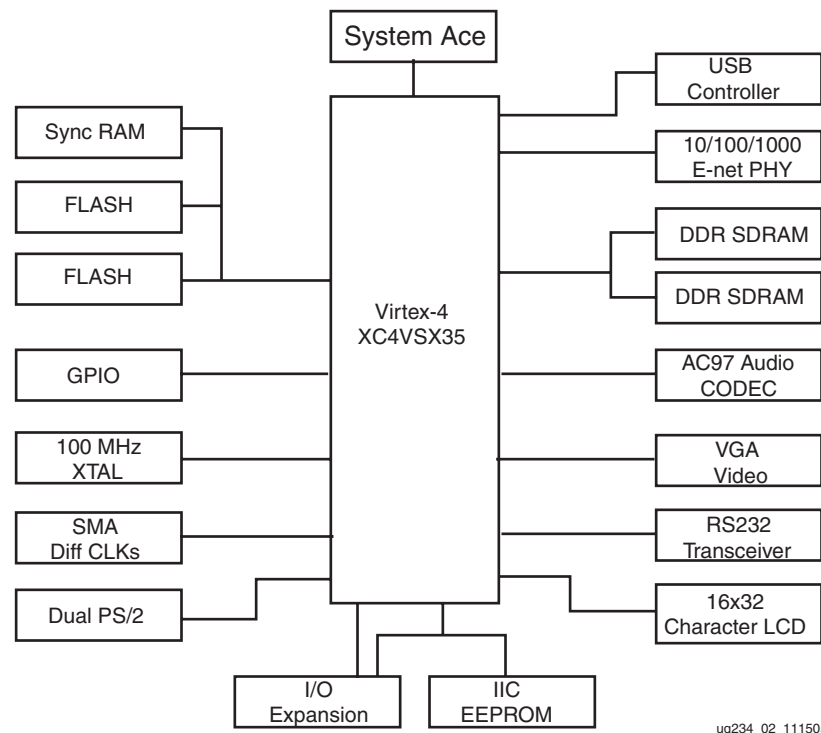 System Ace
USB
Controller
Sync RAM
10/100/1000
E-net PHY
FLASH
DDR SDRAM
FLASH
DDR SDRAM
Virtex-4
XC4VSX35
GPIO
AC97 Audio
CODEC
100 MHz
XTAL
VGA
Video
SMA
Diff CLKs
RS232
Transceiver
Dual PS/2
16x32
Character LCD
I/O
Expansion
IIC
EEPROM
ug234_02_11150